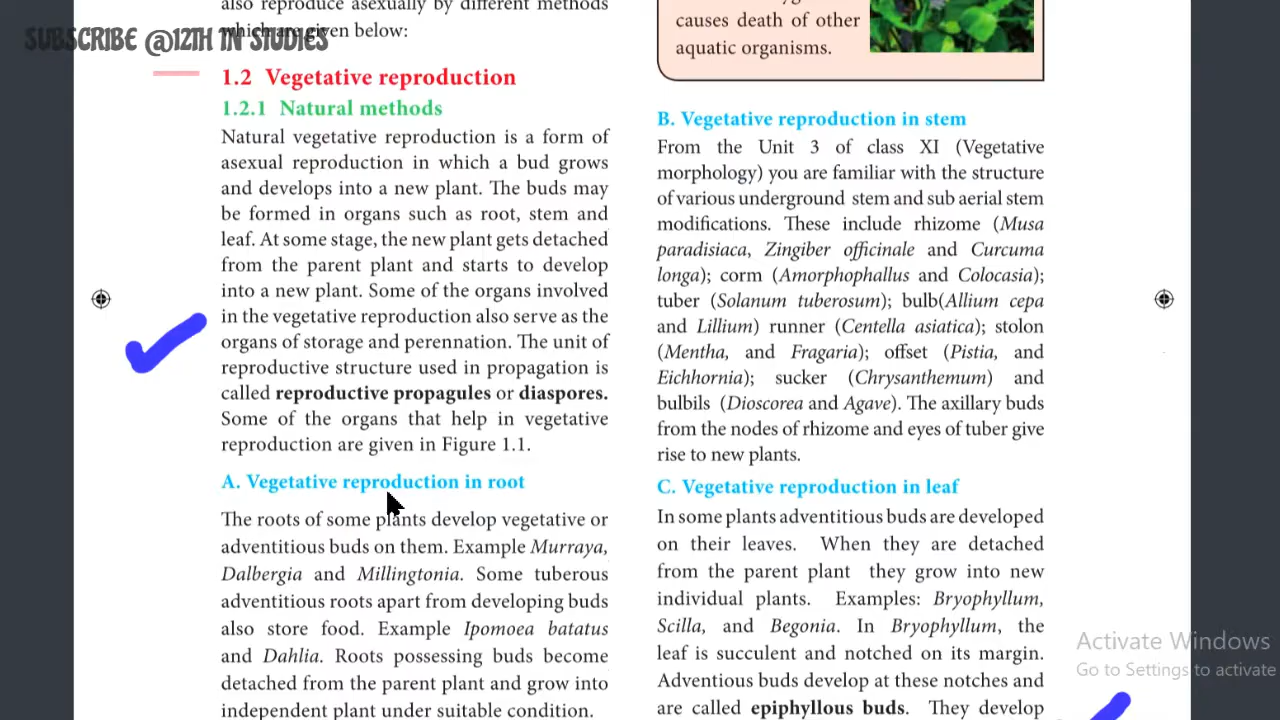 also reproduce asexually by different methods
which are given below:
SUBSCRIBE @12TH IN STUDIES
1.2 Vegetative reproduction
1.2.1 Natural methods
Natural vegetative reproduction is a form of
asexual reproduction in which a bud grows
and develops into a new plant. The buds may
be formed in organs such as root, stem and
leaf. At some stage, the new plant gets detached
from the parent plant and starts to develop
into a new plant. Some of the organs involved
in the vegetative reproduction also serve as the
organs of storage and perennation. The unit of
reproductive structure used in propagation is
called reproductive propagules or diaspores.
Some of the organs that help in vegetative
reproduction are given in Figure 1.1.
A. Vegetative reproduction in root
The roots of some plants develop vegetative or
adventitious buds on them. Example Murraya,
Dalbergia and Millingtonia. Some tuberous
adventitious roots apart from developing buds
also store food. Example Ipomoea batatus
and Dahlia. Roots possessing buds become
detached from the parent plant and grow into
independent plant under suitable condition.
causes death of other
aquatic organisms.
B. Vegetative reproduction in stem
From the Unit 3 of class XI (Vegetative
morphology) you are familiar with the structure
of various underground stem and sub aerial stem
modifications. These include rhizome (Musa
paradisiaca, Zingiber officinale and Curcuma
longa); corm (Amorphophallus and Colocasia);
tuber (Solanum tuberosum); bulb(Allium cepa
and Lillium) runner (Centella asiatica); stolon
(Mentha, and Fragaria); offset (Pistia, and
Eichhornia); sucker (Chrysanthemum) and
bulbils (Dioscorea and Agave). The axillary buds
from the nodes of rhizome and eyes of tuber give
rise to new plants.
C. Vegetative reproduction in leaf
In some plants adventitious buds are developed
on their leaves. When they are detached
from the parent plant they grow into new
individual plants. Examples: Bryophyllum,
Scilla, and Begonia. In Bryophyllum, the
leaf is succulent and notched on its margin.
Adventious buds develop at these notches and
are called epiphyllous buds. They develop
Activate Windows
Go to Settings to activate